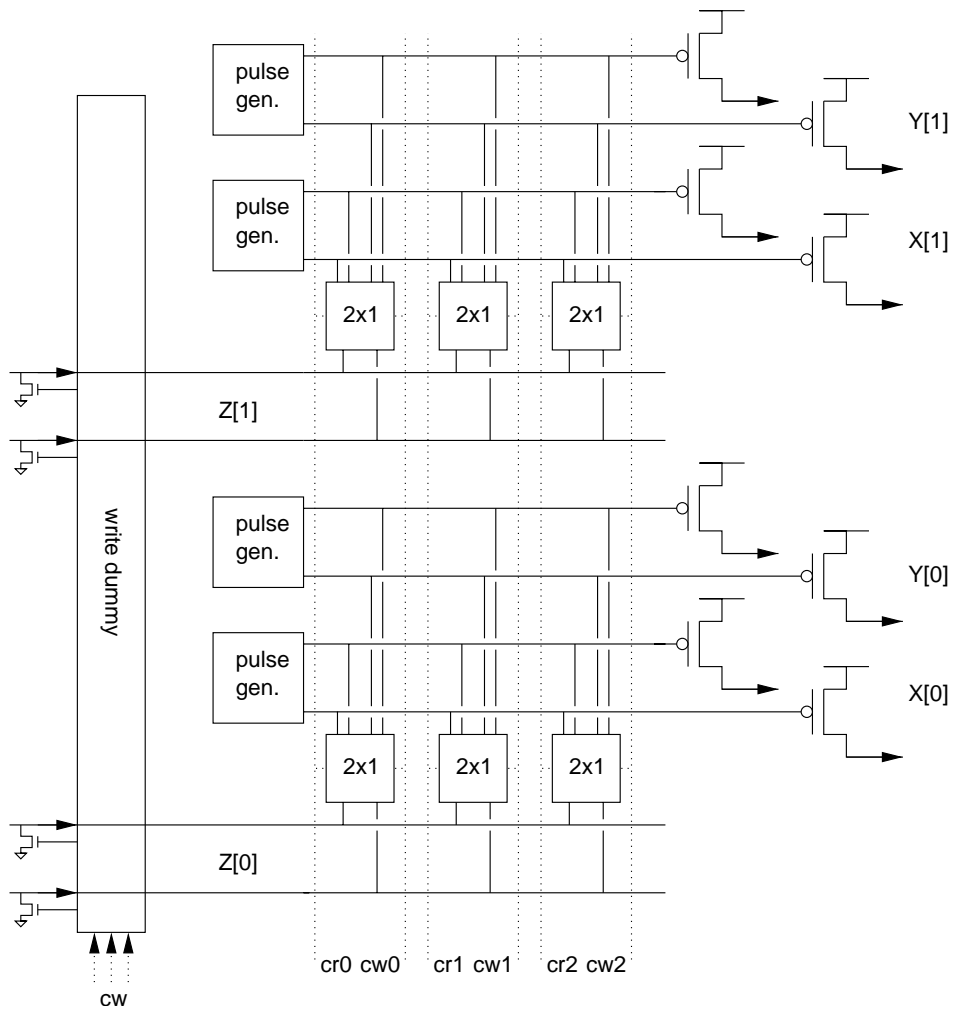 pulse
gen.
Y[1]
pulse
gen.
X[1]
2x1 2x1 2x1
Z[1]
write dummy
pulse
gen.
Y[0]
pulse
gen.
X[0]
2x1 2x1 2x1
Z[0]
cr0 cw0 cr1 cw1 cr2 cw2
cw